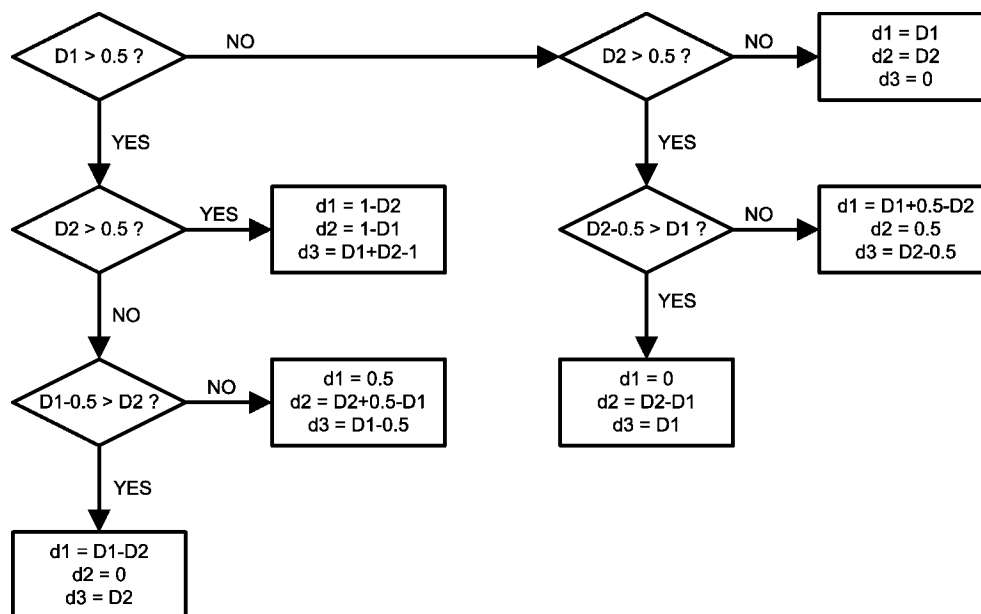 D1 > 0.5 ?
NO
D2 > 0.5 ?
NO
d1 = D1
d2 = D2
d3 = 0
YES
YES
D2 > 0.5 ?
YES
d1 = 1-D2
d2 = 1-D1
d3 = D1+D2-1
D2-0.5 > D1 ?
NO
d1 = D1+0.5-D2
d2 = 0.5
d3 = D2-0.5
NO
YES
D1-0.5 > D2 ?
NO
d1 = 0.5
d2 = D2+0.5-D1
d3 = D1-0.5
d1 = 0
d2 = D2-D1
d3 = D1
YES
d1 = D1-D2
d2 = 0
d3 = D2